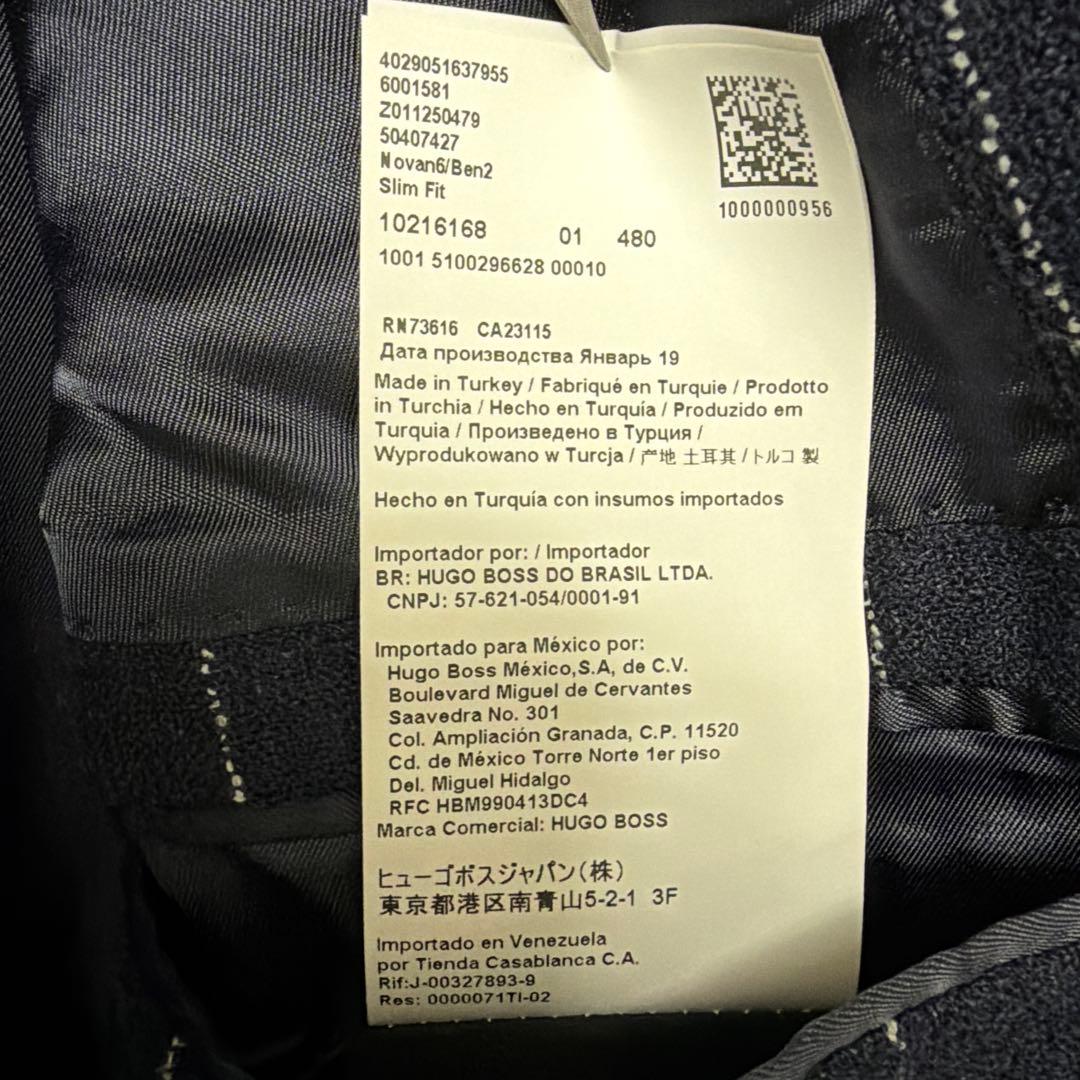 4029051637955
6001581
Z011250479
50407427
Novan6/Ben2
Slim Fit
10216168 01 480
1001 5100296628 00010
1000000956
RN73616 CA23115
Дата производства Январь 19
Made in Turkey / Fabriqué en Turquie / Prodotto
in Turchia / Hecho en Turquía / Produzido em
Turquia / Произведено в Турция /
Wyprodukowano w Turcja / 产地 土耳其 / トルコ 製
Hecho en Turquía con insumos importados
Importador por: / Importador
BR: HUGO BOSS DO BRASIL LTDA.
CNPJ: 57-621-054/0001-91
Importado para México por:
Hugo Boss México,S.A, de C.V.
Boulevard Miguel de Cervantes
Saavedra No. 301
Col. Ampliación Granada, C.P. 11520
Cd. de México Torre Norte 1er piso
Del. Miguel Hidalgo
RFC HBM990413DC4
Marca Comercial: HUGO BOSS
ヒューゴボスジャパン(株)
東京都港区南青山5-2-1 3F
Importado en Venezuela
por Tienda Casablanca C.A.
Rif:J-00327893-9
Res: 0000071TI-02